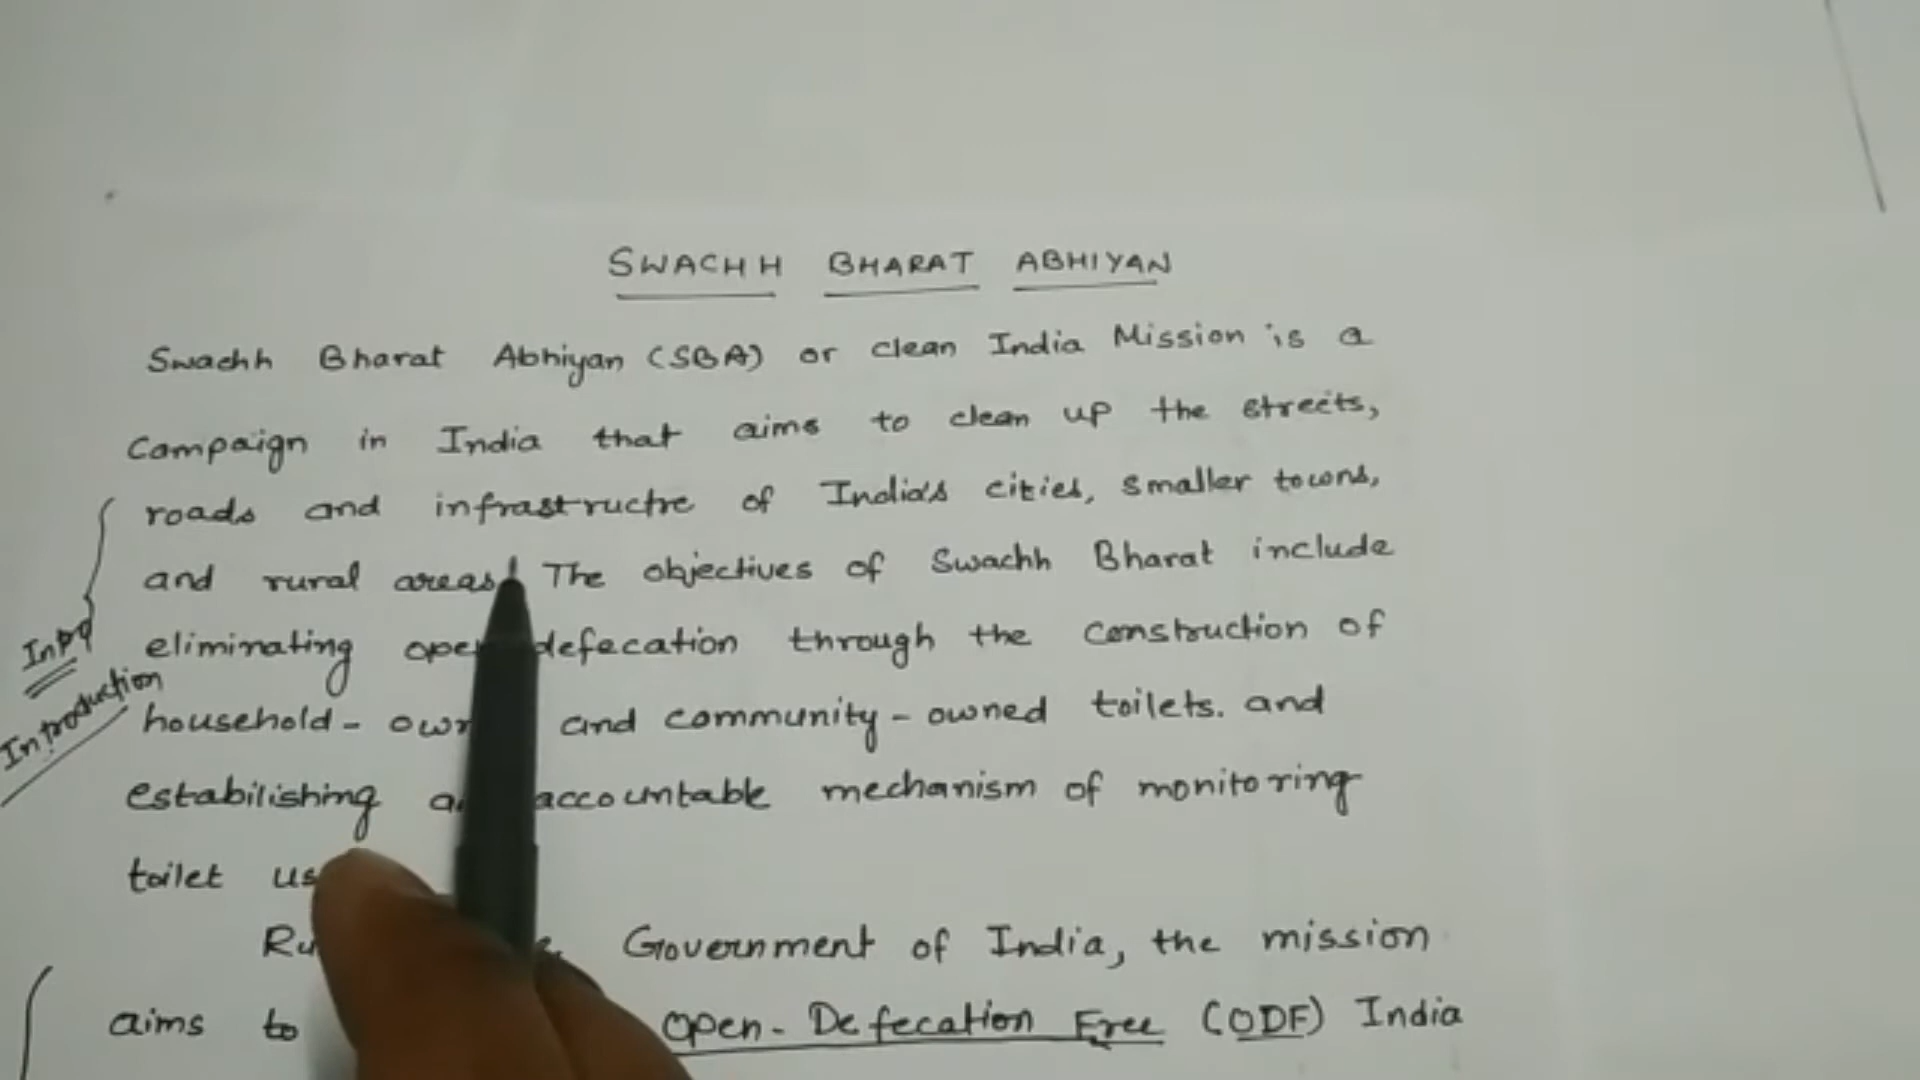 SWACHH BHARAT ABHIYAN
Swachh Bharat Abhiyan (SBA) or clean India Mission is a
Campaign in India that aims to clean up the streets,
roads and infrastructre of India's cities, smaller towns,
and rural areas. The objectives of Swachh Bharat include
eliminating defecation through the construction of
household - and community - owned toilets. and
estabilishing accountable mechanism of monitoring
toilet
Government of India, the mission
aims to Open - Defecation Free (ODF) India
Introduction